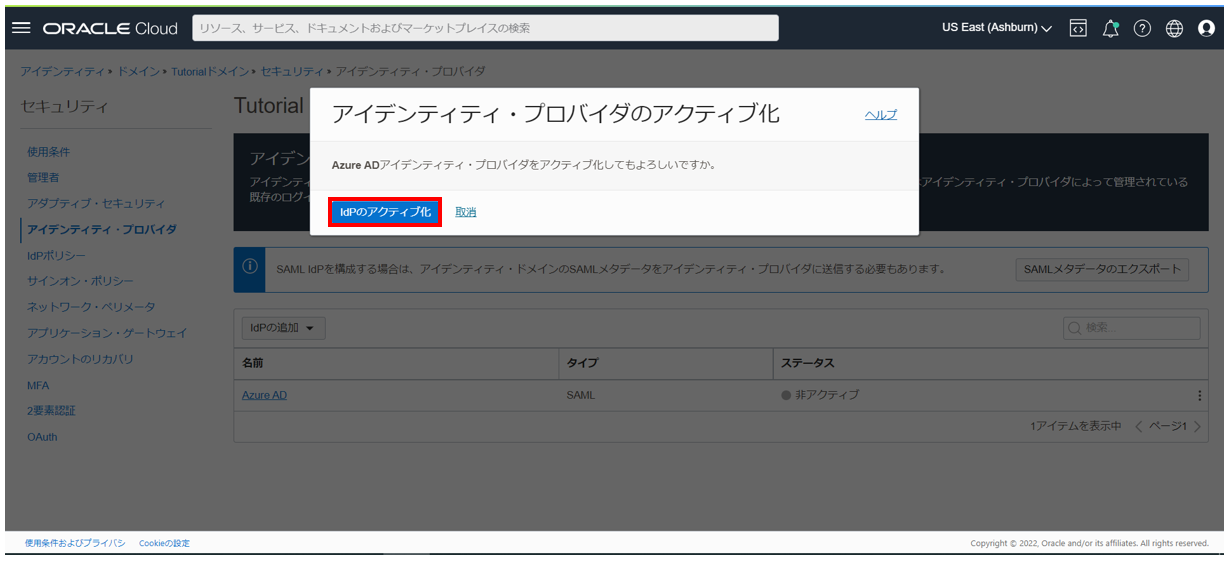 ORACLE Cloud
リソース、サービス、ドキュメントおよびマーケットプレイスの検索
US East (Ashburn)
アイデンティティ » ドメイン » Tutorialドメイン » セキュリティ » アイデンティティ・プロバイダ
セキュリティ
使用条件
管理者
アダプティブ・セキュリティ
アイデンティティ・プロバイダ
IdPポリシー
サインオン・ポリシー
ネットワーク・ペリメータ
アプリケーション・ゲートウェイ
アカウントのリカバリ
MFA
2要素認証
OAuth
Tutorial
アイデンティティ・プロバイダのアクティブ化
ヘルプ
Azure ADアイデンティティ・プロバイダをアクティブ化してもよろしいですか。
IdPのアクティブ化
取消
アイデン
アイデンティ
アイデンティティ・プロバイダによって管理されている
既存のログイ
SAML IdPを構成する場合は、アイデンティティ・ドメインのSAMLメタデータをアイデンティティ・プロバイダに送信する必要もあります。
SAMLメタデータのエクスポート
IdPの追加
検索...
名前 タイプ ステータス
Azure AD SAML 非アクティブ
1アイテムを表示中 ページ1
使用条件およびプライバシ Cookieの設定
Copyright © 2022, Oracle and/or its affiliates. All rights reserved.